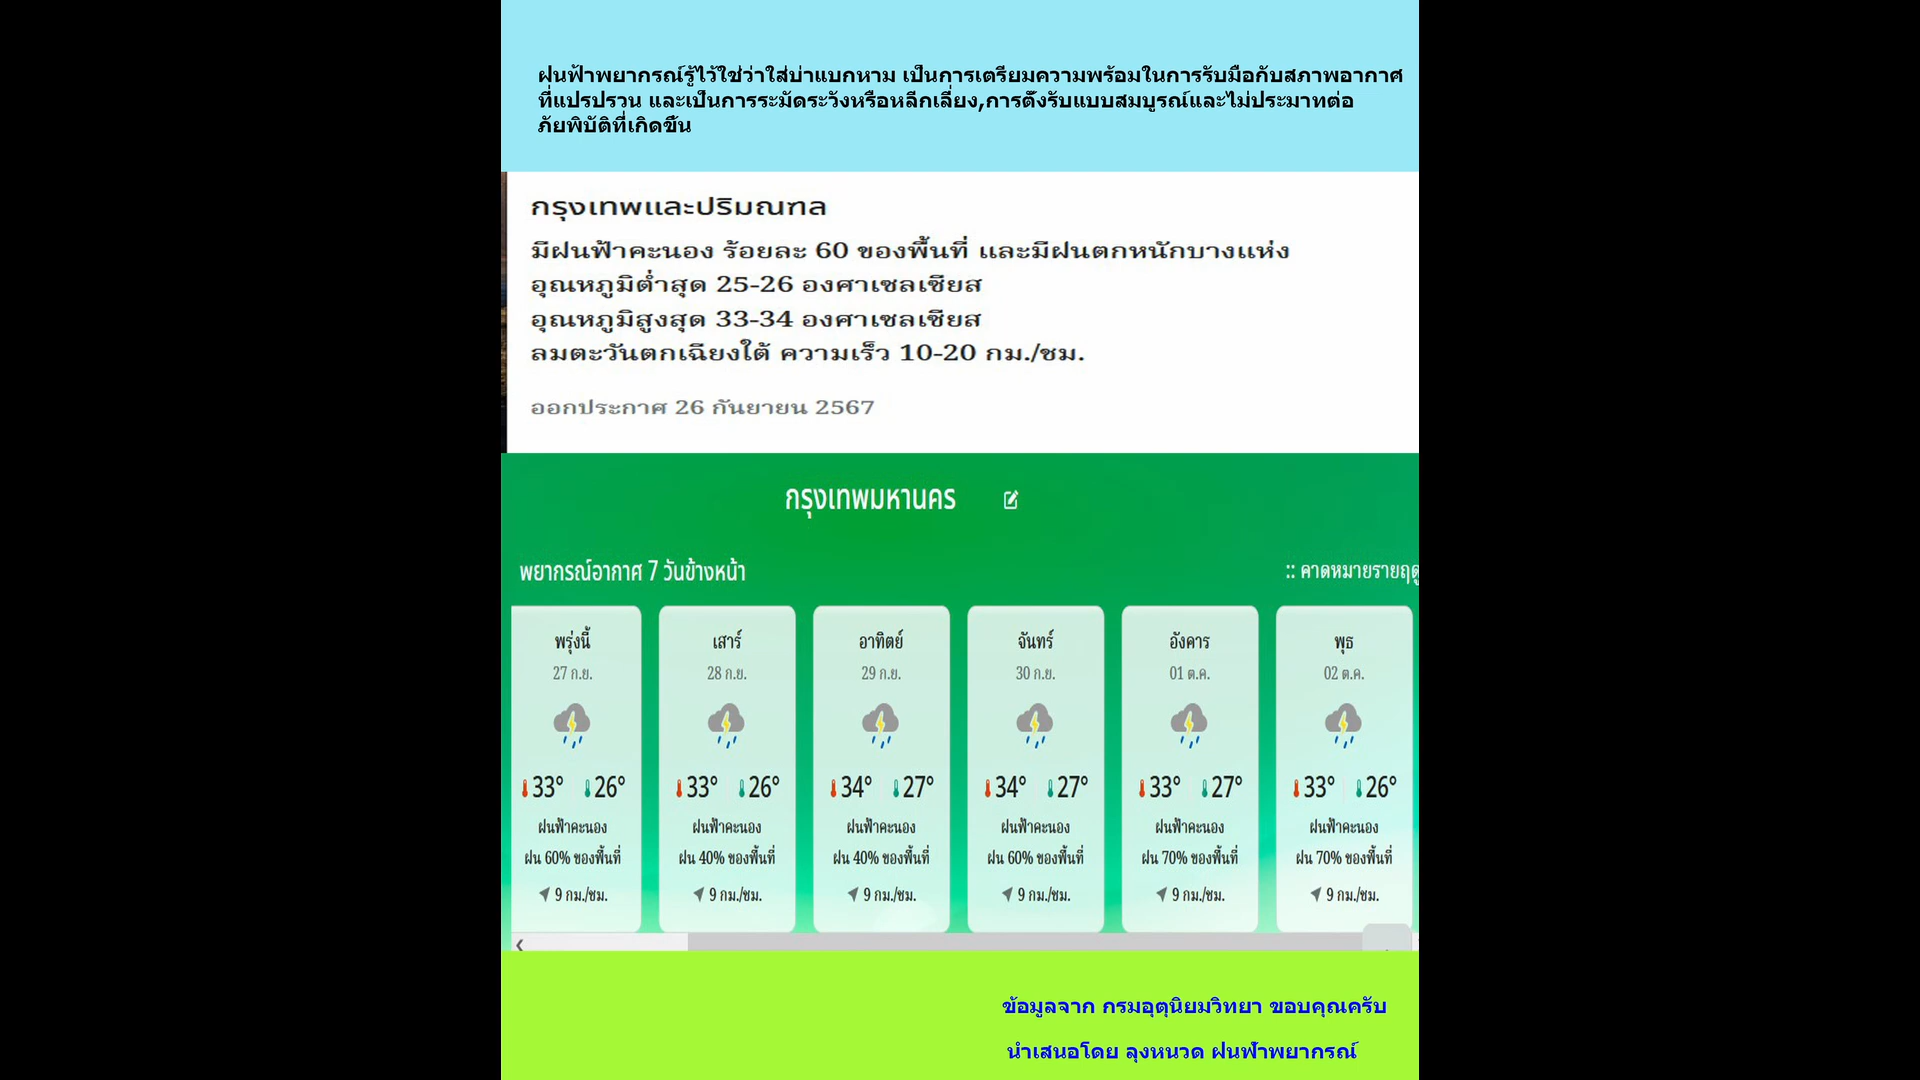 ฝนฟ้าพยากรณ์รู้ไว้ใช่ว่าใส่บ่าแบกหาม เป็นการเตรียมความพร้อมในการรับมือกับสภาพอากาศ
ที่แปรปรวน และเป็นการระมัดระวังหรือหลีกเลี่ยง,การตั้งรับแบบสมบูรณ์และไม่ประมาทต่อ
ภัยพิบัติที่เกิดขึ้น
กรุงเทพและปริมณฑล
มีฝนฟ้าคะนอง ร้อยละ 60 ของพื้นที่ และมีฝนตกหนักบางแห่ง
อุณหภูมิต่ำสุด 25-26 องศาเซลเซียส
อุณหภูมิสูงสุด 33-34 องศาเซลเซียส
ลมตะวันตกเฉียงใต้ ความเร็ว 10-20 กม./ชม.
ออกประกาศ 26 กันยายน 2567
กรุงเทพมหานคร
พยากรณ์อากาศ 7 วันข้างหน้า :: คาดหมายรายฤดู
พรุ่งนี้ เสาร์ อาทิตย์ จันทร์ อังคาร พุธ
27 ก.ย. 28 ก.ย. 29 ก.ย. 30 ก.ย. 01 ต.ค. 02 ต.ค.
33° 26° 33° 26° 34° 27° 34° 27° 33° 27° 33° 26°
ฝนฟ้าคะนอง ฝนฟ้าคะนอง ฝนฟ้าคะนอง ฝนฟ้าคะนอง ฝนฟ้าคะนอง ฝนฟ้าคะนอง
ฝน 60% ของพื้นที่ ฝน 40% ของพื้นที่ ฝน 40% ของพื้นที่ ฝน 60% ของพื้นที่ ฝน 70% ของพื้นที่ ฝน 70% ของพื้นที่
9 กม./ชม. 9 กม./ชม. 9 กม./ชม. 9 กม./ชม. 9 กม./ชม. 9 กม./ชม.
ข้อมูลจาก กรมอุตุนิยมวิทยา ขอบคุณครับ
นำเสนอโดย ลุงหนวด ฝนฟ้าพยากรณ์